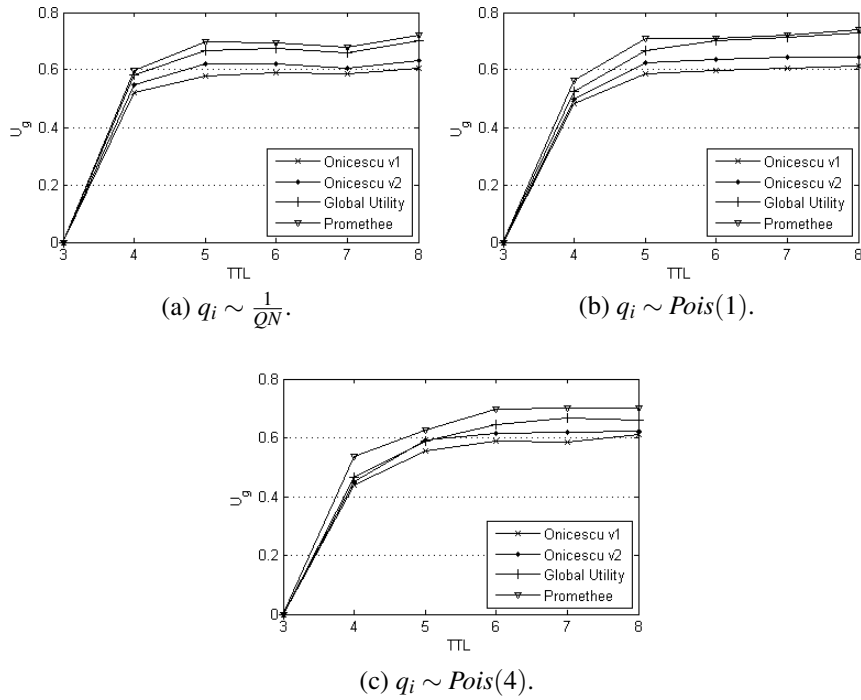 0.8
0.6
0.4
0.2
0
U_g
3 4 5 6 7 8
TTL
Onicescu v1
Onicescu v2
Global Utility
Promethee
(a) q_i ∼ 1/QN.
0.8
0.6
0.4
0.2
0
U_g
3 4 5 6 7 8
TTL
Onicescu v1
Onicescu v2
Global Utility
Promethee
(b) q_i ∼ Pois(1).
0.8
0.6
0.4
0.2
0
U_g
3 4 5 6 7 8
TTL
Onicescu v1
Onicescu v2
Global Utility
Promethee
(c) q_i ∼ Pois(4).